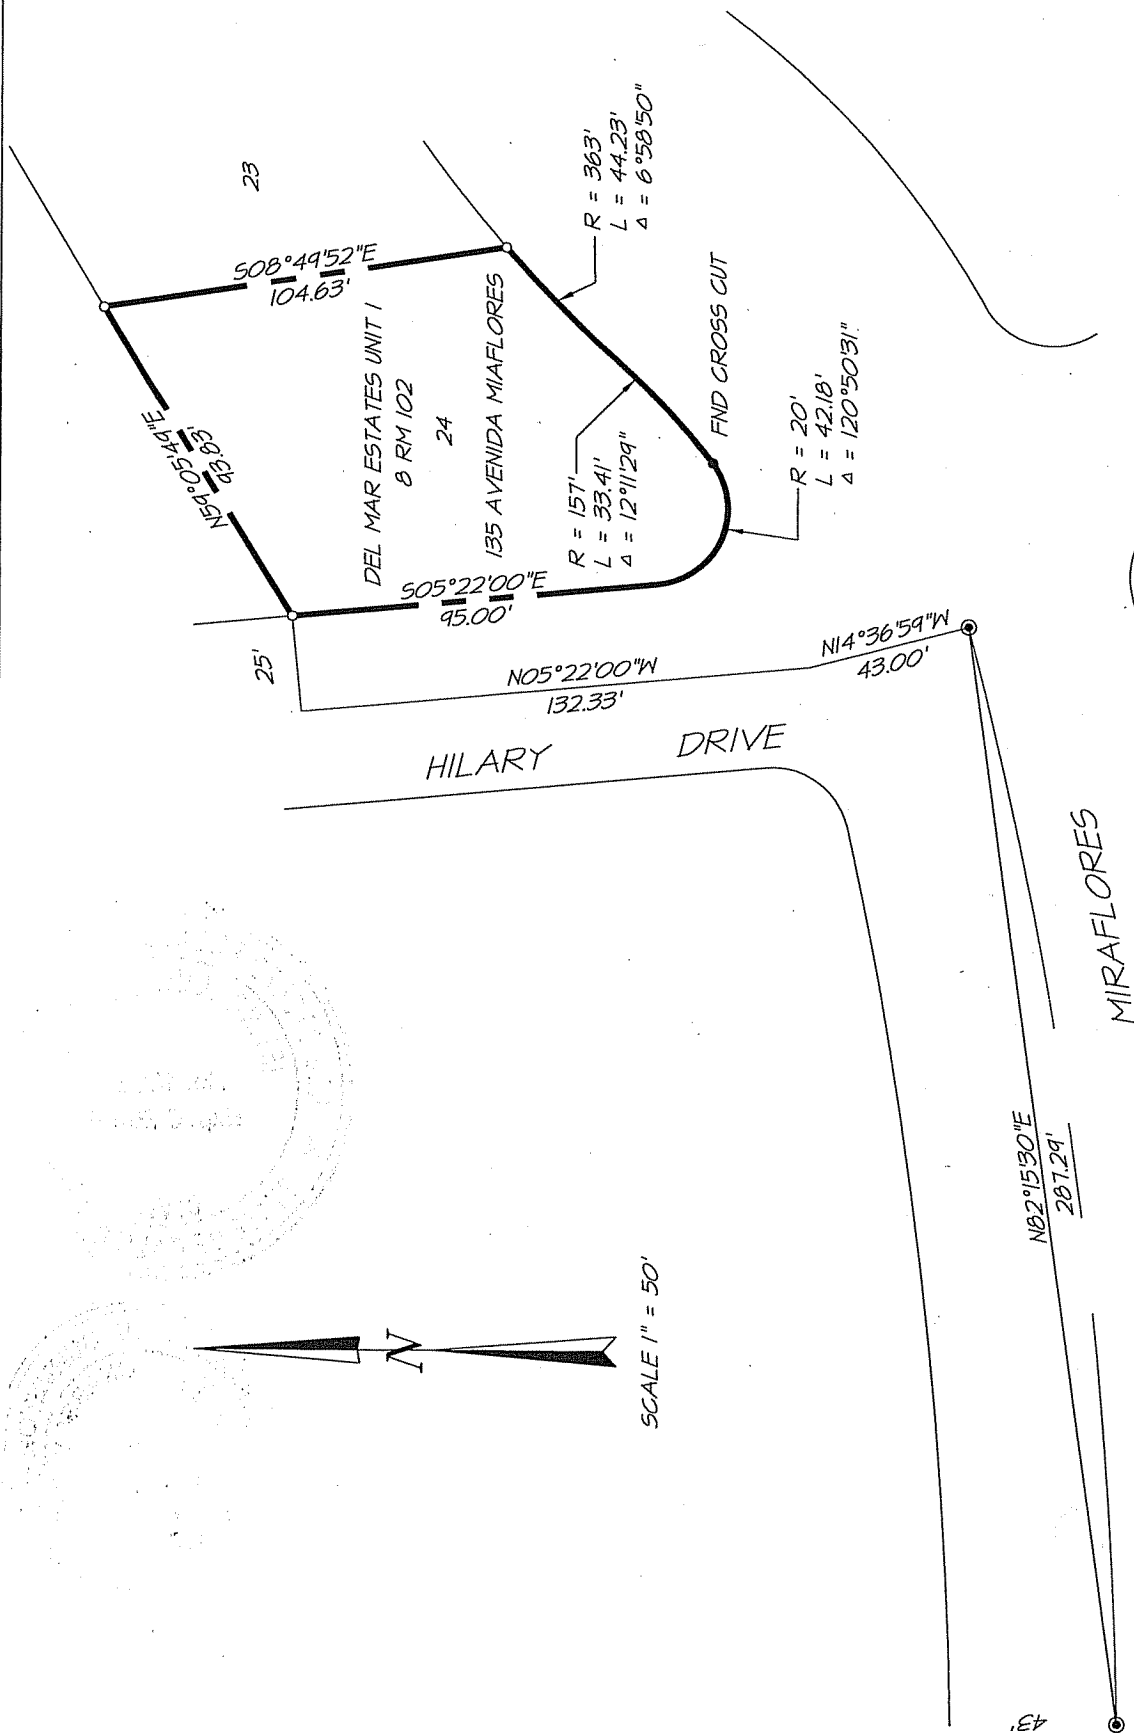 23
S08°49'52"E
104.63'
N59°05'49"E
93.83'
DEL MAR ESTATES UNIT 1
8 RM 102
24
135 AVENIDA MIAFLORES
R = 363'
L = 44.23'
Δ = 6°58'50"
R = 157'
L = 33.41'
Δ = 12°11'29"
FND CROSS CUT
R = 20'
L = 42.18'
Δ = 120°50'31"
S05°22'00"E
95.00'
25'
N05°22'00"W
132.33'
N14°36'59"W
43.00'
HILARY DRIVE
MIRAFLORES
N82°15'30"E
287.29'
N
SCALE 1" = 50'
43'